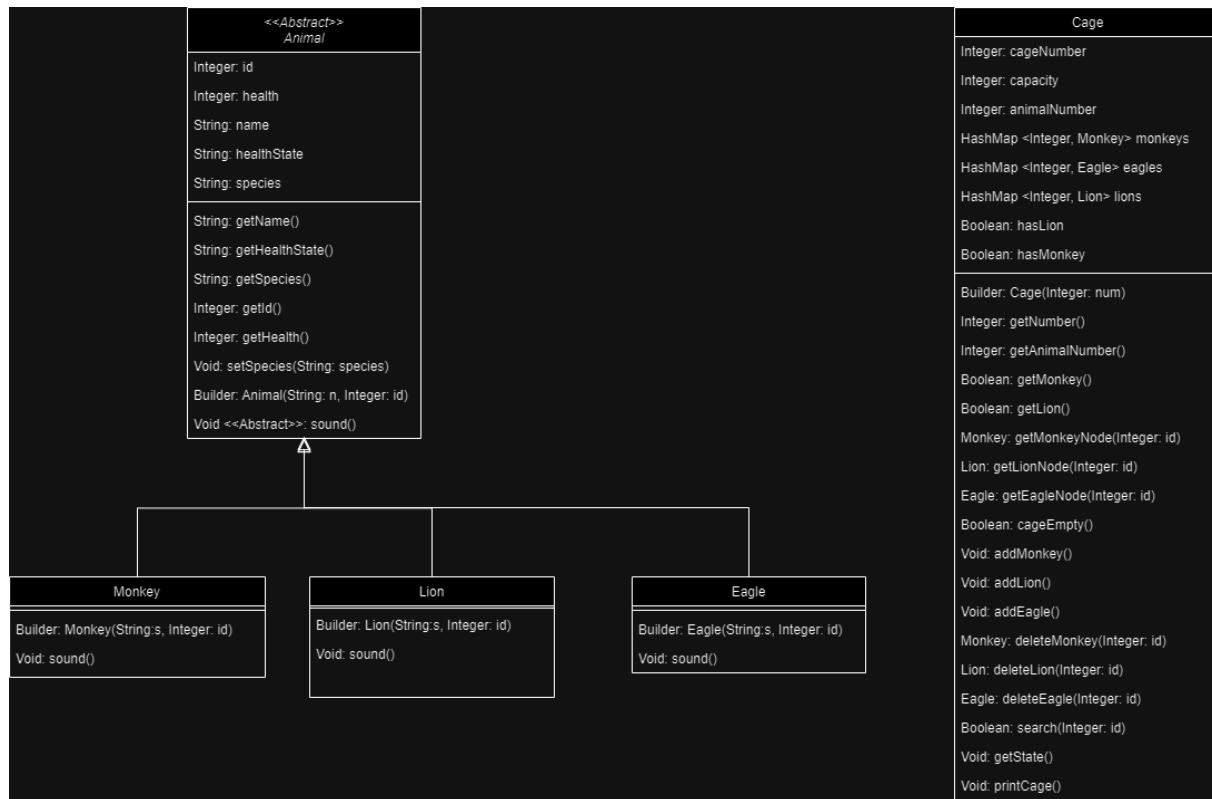 <<Abstract>>
Animal
Integer: id
Integer: health
String: name
String: healthState
String: species
String: getName()
String: getHealthState()
String: getSpecies()
Integer: getId()
Integer: getHealth()
Void: setSpecies(String: species)
Builder: Animal(String: n, Integer: id)
Void <<Abstract>>: sound()
Monkey
Builder: Monkey(String:s, Integer: id)
Void: sound()
Lion
Builder: Lion(String:s, Integer: id)
Void: sound()
Eagle
Builder: Eagle(String:s, Integer: id)
Void: sound()
Cage
Integer: cageNumber
Integer: capacity
Integer: animalNumber
HashMap <Integer, Monkey> monkeys
HashMap <Integer, Eagle> eagles
HashMap <Integer, Lion> lions
Boolean: hasLion
Boolean: hasMonkey
Builder: Cage(Integer: num)
Integer: getNumber()
Integer: getAnimalNumber()
Boolean: getMonkey()
Boolean: getLion()
Monkey: getMonkeyNode(Integer: id)
Lion: getLionNode(Integer: id)
Eagle: getEagleNode(Integer: id)
Boolean: cageEmpty()
Void: addMonkey()
Void: addLion()
Void: addEagle()
Monkey: deleteMonkey(Integer: id)
Lion: deleteLion(Integer: id)
Eagle: deleteEagle(Integer: id)
Boolean: search(Integer: id)
Void: getState()
Void: printCage()